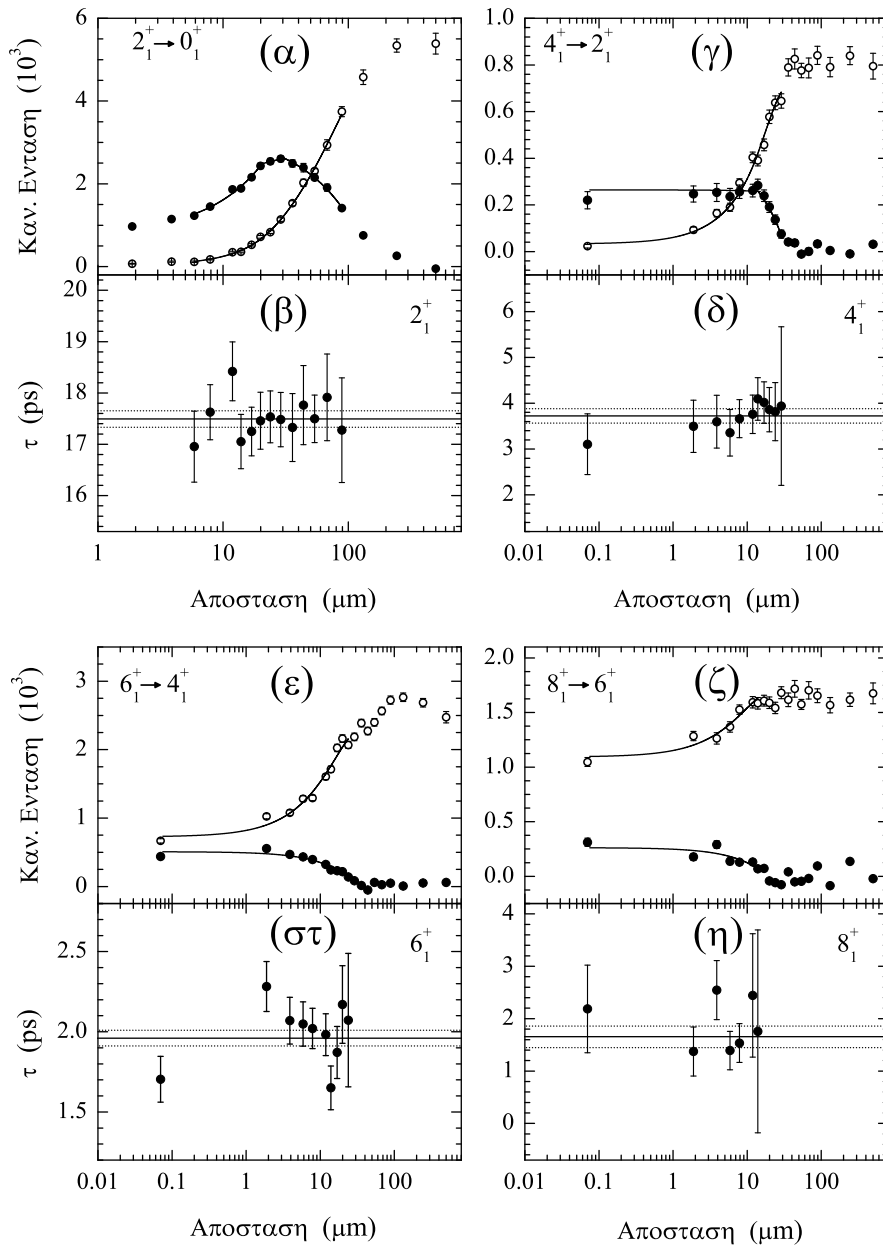 2₁⁺→0₁⁺ (α)
Καν. Ενταση (10³)
6
4
2
0
4₁⁺→2₁⁺ (γ)
1.0
0.8
0.6
0.4
0.2
0.0
(β) 2₁⁺
τ (ps)
20
19
18
17
16
1 10 100
Αποσταση (μm)
(δ) 4₁⁺
6
5
4
3
2
0.01 0.1 1 10 100
Αποσταση (μm)
6₁⁺→4₁⁺ (ε)
Καν. Ενταση (10³)
3
2
1
0
8₁⁺→6₁⁺ (ζ)
2.0
1.5
1.0
0.5
0.0
(στ) 6₁⁺
τ (ps)
2.5
2.0
1.5
0.01 0.1 1 10 100
Αποσταση (μm)
(η) 8₁⁺
4
3
2
1
0
0.01 0.1 1 10 100
Αποσταση (μm)